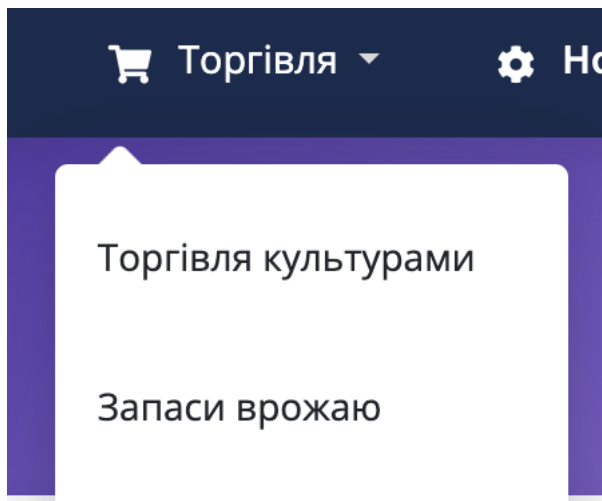 Торгівля
Торгівля культурами
Запаси врожаю